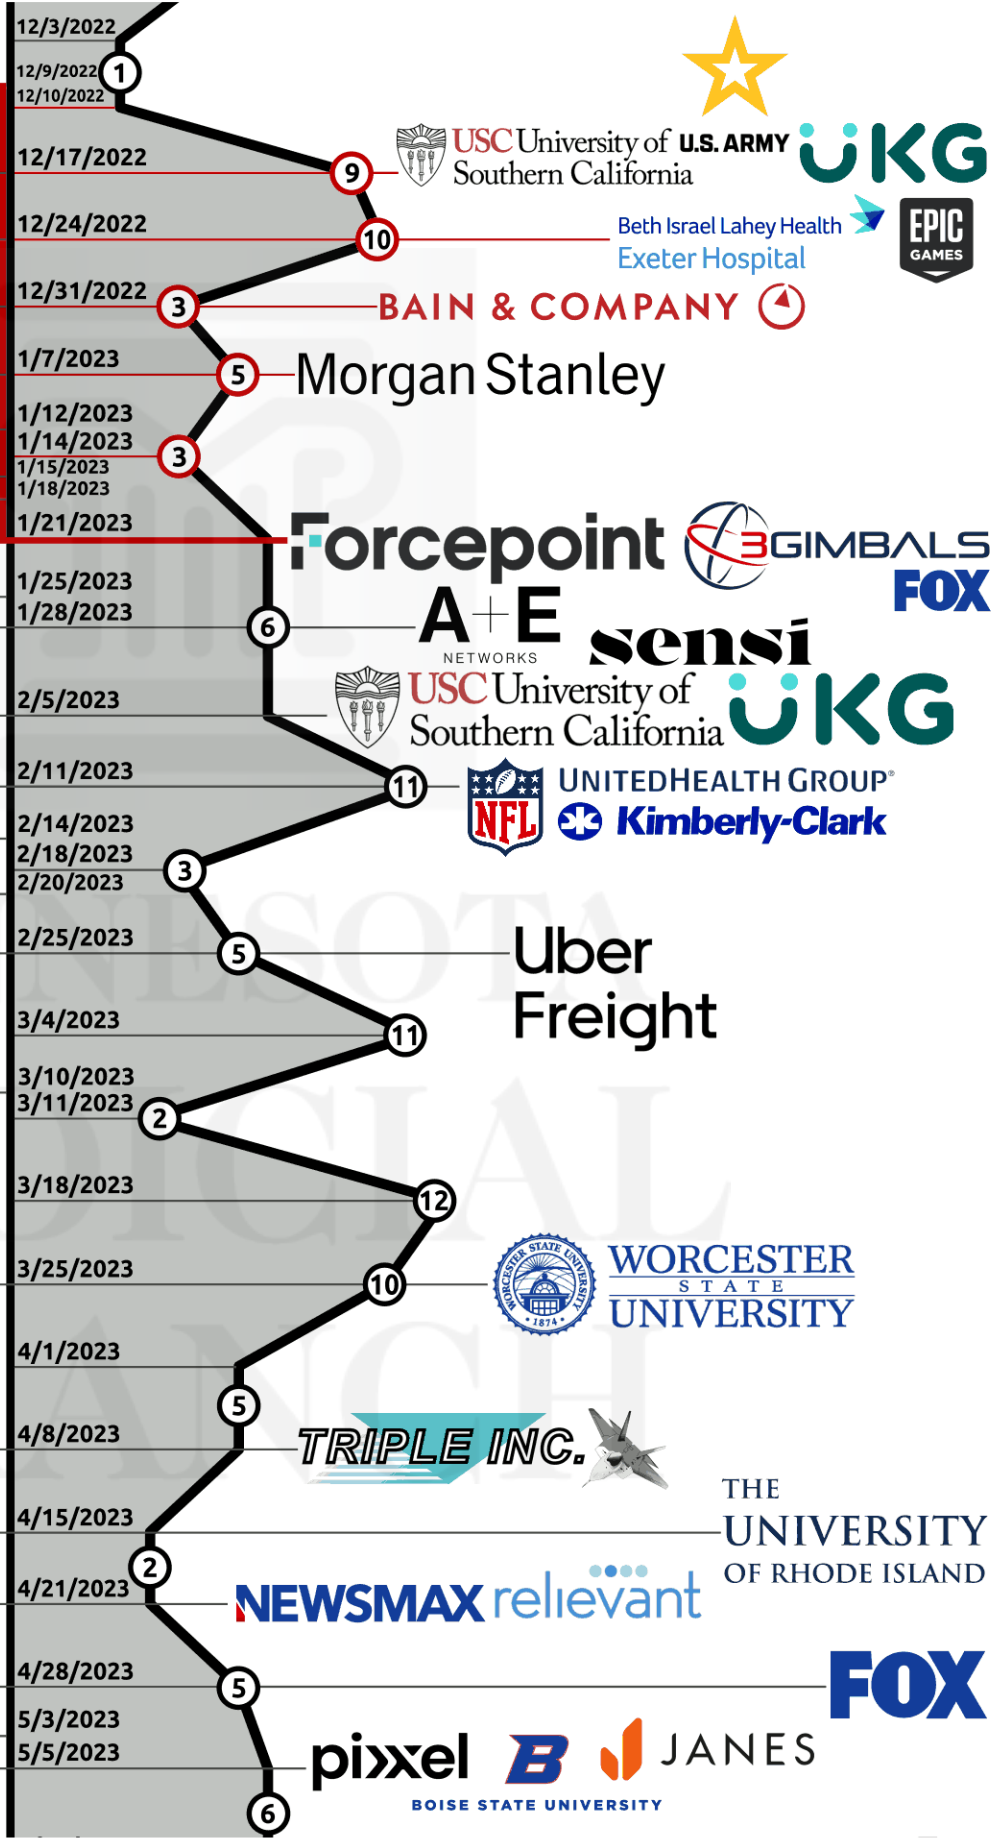 12/3/2022
12/9/2022
1
12/10/2022
12/17/2022
9
USC University of
Southern California
U.S. ARMY
UKG
12/24/2022
10
Beth Israel Lahey Health
Exeter Hospital
EPIC
GAMES
12/31/2022
3
BAIN & COMPANY
1/7/2023
5
Morgan Stanley
1/12/2023
1/14/2023
3
1/15/2023
1/18/2023
1/21/2023
Forcepoint
3GIMBALS
FOX
1/25/2023
1/28/2023
6
A+E
NETWORKS
sensi
2/5/2023
USC University of
Southern California
UKG
2/11/2023
11
NFL
UNITEDHEALTH GROUP®
Kimberly-Clark
2/14/2023
2/18/2023
3
2/20/2023
2/25/2023
5
Uber
Freight
3/4/2023
11
3/10/2023
3/11/2023
2
3/18/2023
12
3/25/2023
10
WORCESTER STATE UNIVERSITY
• 1874 •
WORCESTER
STATE
UNIVERSITY
4/1/2023
5
4/8/2023
TRIPLE INC.
4/15/2023
THE
UNIVERSITY
OF RHODE ISLAND
2
4/21/2023
NEWSMAX
relievant
4/28/2023
5
FOX
5/3/2023
5/5/2023
pixxel
B
BOISE STATE UNIVERSITY
JANES
6
NESOTA
DICIAL
ANCH